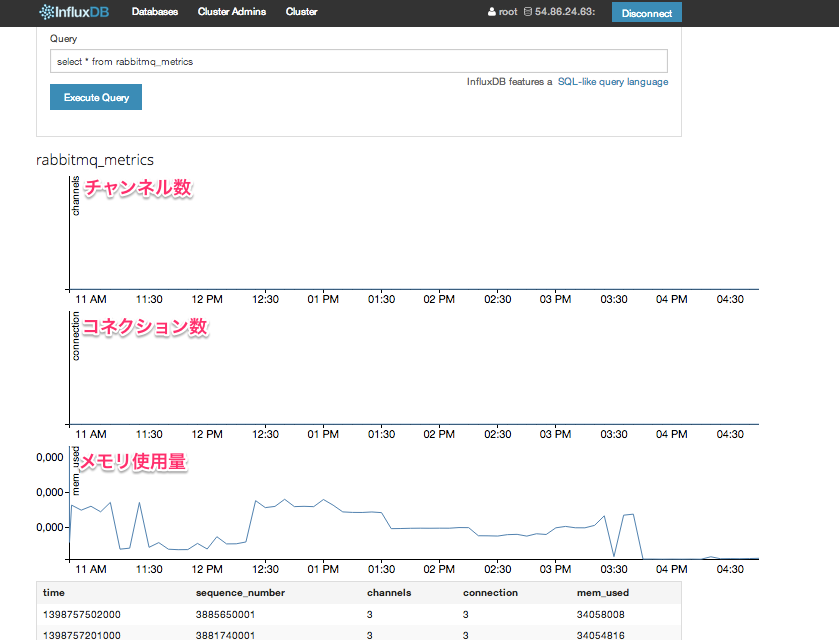 InfluxDB Databases Cluster Admins Cluster root 54.86.24.63: Disconnect
Query
select * from rabbitmq_metrics
InfluxDB features a SQL-like query language
Execute Query
rabbitmq_metrics
channels
チャンネル数
11 AM 11:30 12 PM 12:30 01 PM 01:30 02 PM 02:30 03 PM 03:30 04 PM 04:30
connection
コネクション数
11 AM 11:30 12 PM 12:30 01 PM 01:30 02 PM 02:30 03 PM 03:30 04 PM 04:30
mem_used
メモリ使用量
0,000
0,000
0,000
11 AM 11:30 12 PM 12:30 01 PM 01:30 02 PM 02:30 03 PM 03:30 04 PM 04:30
time sequence_number channels connection mem_used
1398757502000 3885650001 3 3 34058008
1398757201000 3881740001 3 3 34054816